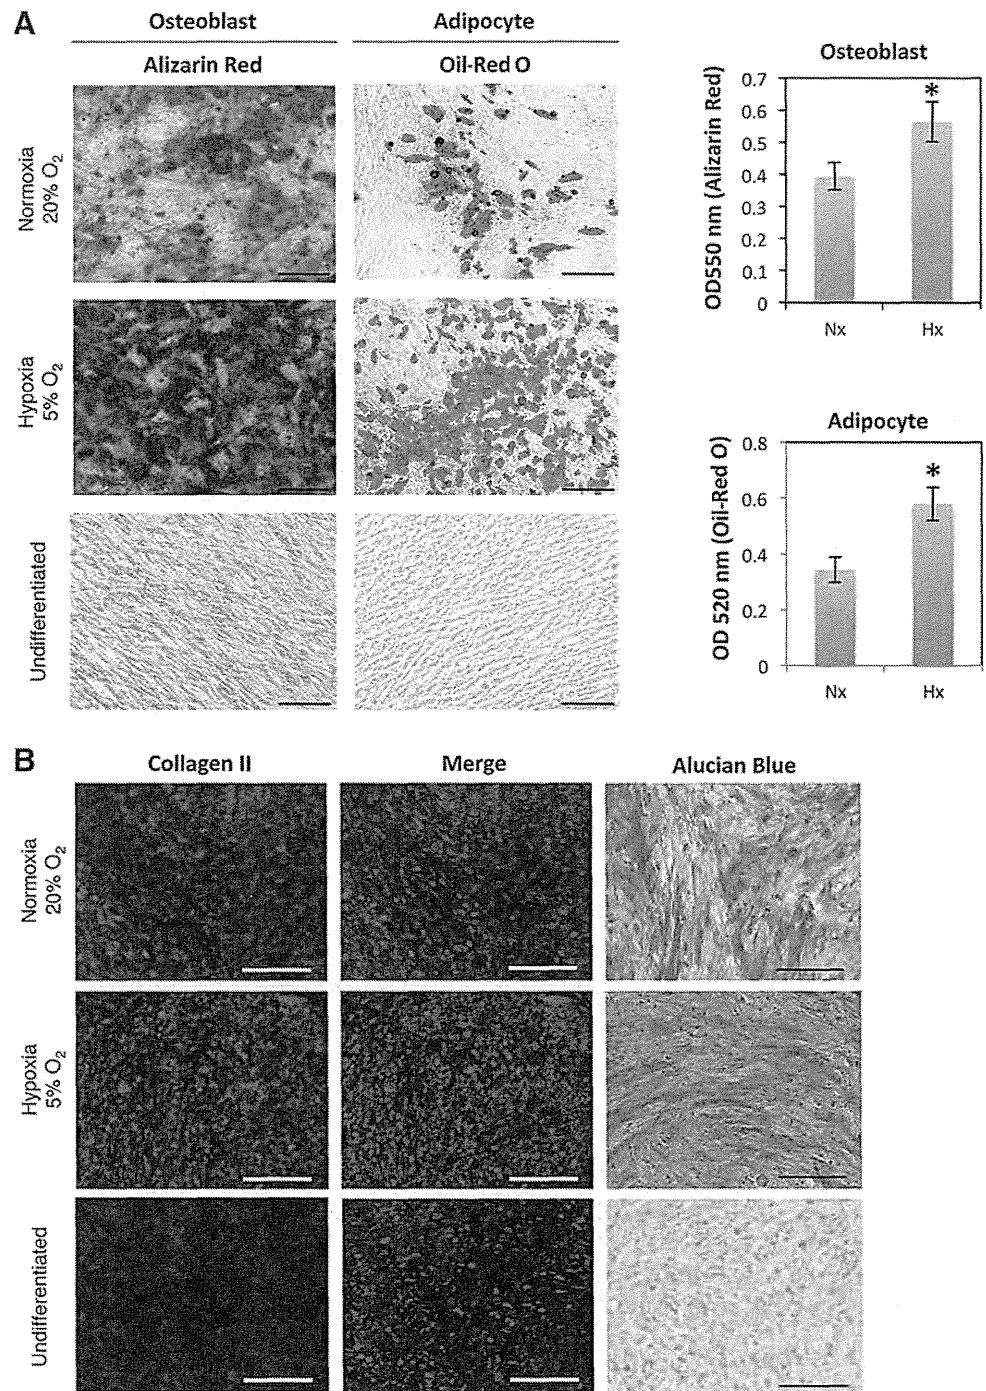 A
Osteoblast
Adipocyte
Alizarin Red
Oil-Red O
Normoxia
20% O2
Hypoxia
5% O2
Undifferentiated
Osteoblast
OD550 nm (Alizarin Red)
0.7
0.6
0.5
0.4
0.3
0.2
0.1
0
*
Nx
Hx
Adipocyte
OD 520 nm (Oil-Red O)
0.8
0.6
0.4
0.2
0
*
Nx
Hx
B
Collagen II
Merge
Alucian Blue
Normoxia
20% O2
Hypoxia
5% O2
Undifferentiated